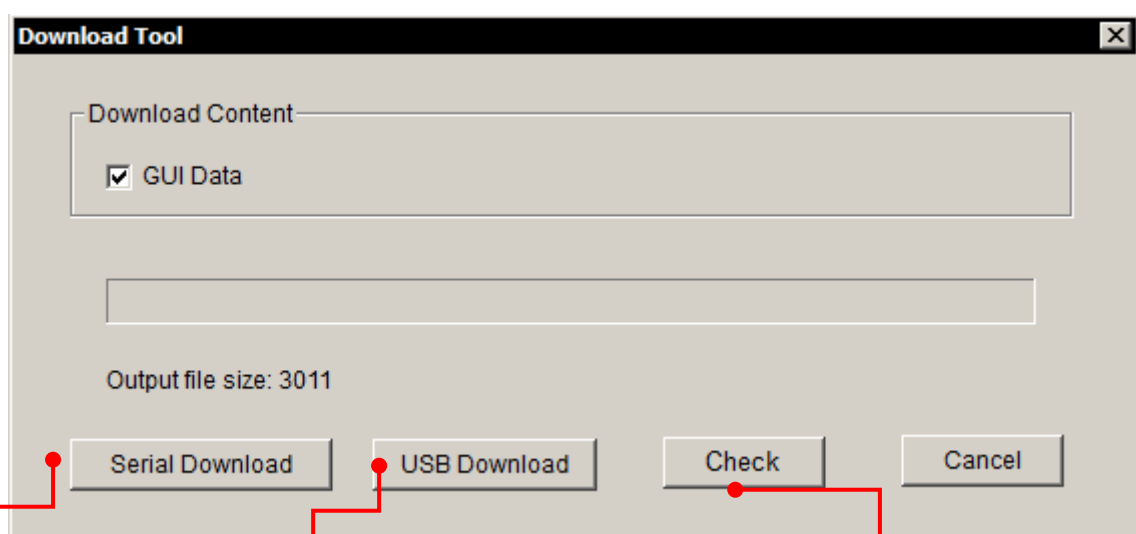 Download Tool
Download Content
GUI Data
Output file size: 3011
Serial Download
USB Download
Check
Cancel